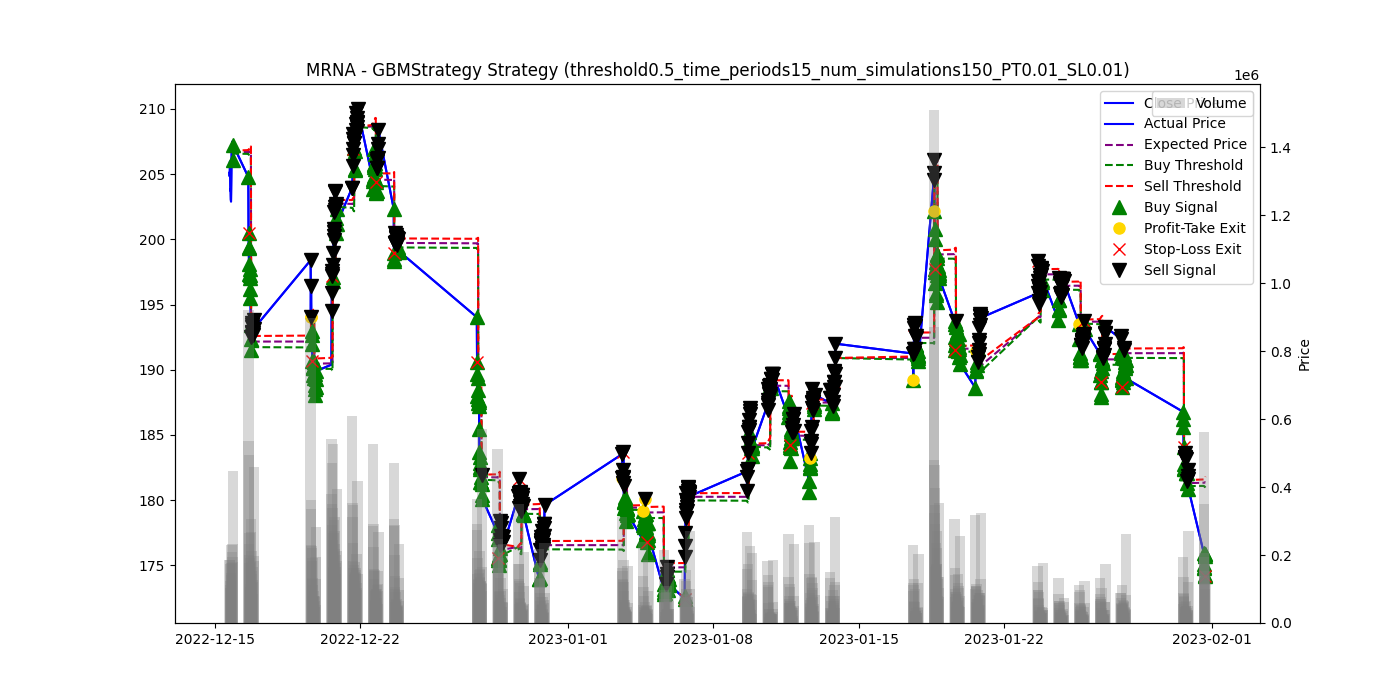 MRNA - GBMStrategy Strategy (threshold0.5_time_periods15_num_simulations150_PT0.01_SL0.01)
1e6
210
205
200
195
190
185
180
175
Volume
Actual Price
Expected Price
Buy Threshold
Sell Threshold
Buy Signal
Profit-Take Exit
Stop-Loss Exit
Sell Signal
1.4
1.2
1.0
0.8
0.6
0.4
0.2
0.0
Price
2022-12-15
2022-12-22
2023-01-01
2023-01-08
2023-01-15
2023-01-22
2023-02-01